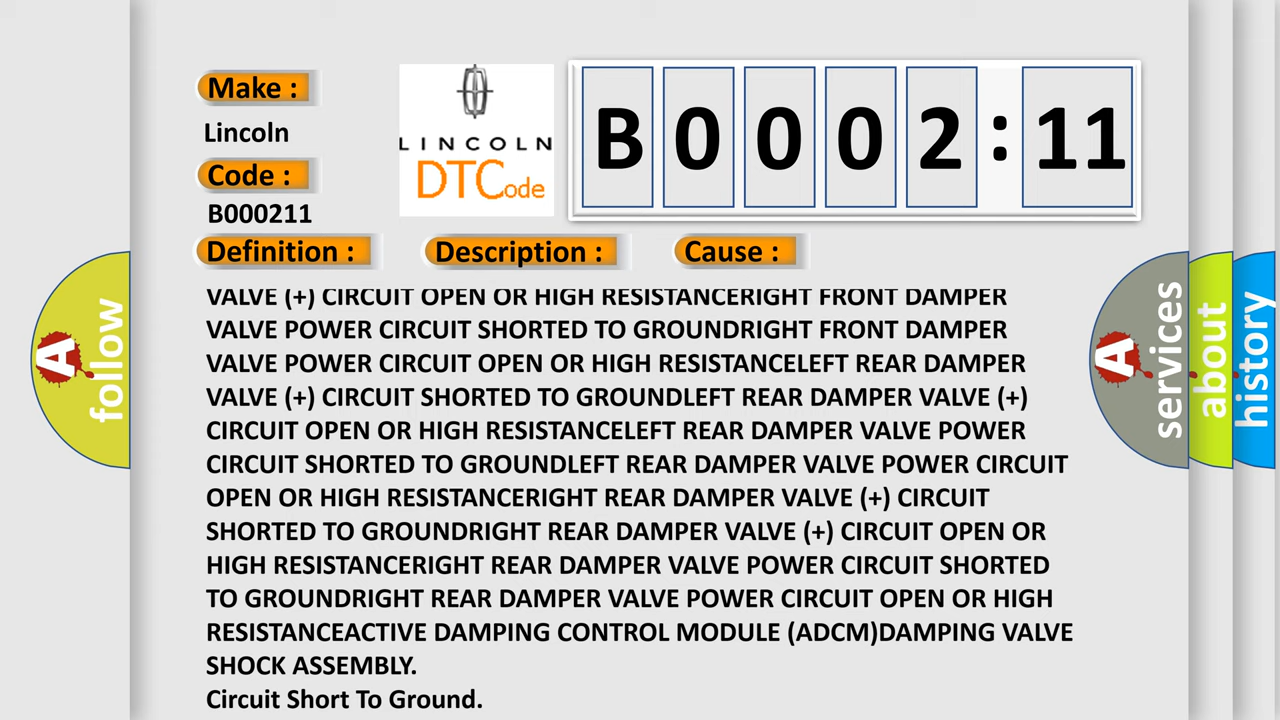 Make :
Lincoln
Code :
B000211
LINCOLN
DTCode
B0002:11
Definition :
Description :
Cause :
VALVE (+) CIRCUIT OPEN OR HIGH RESISTANCERIGHT FRONT DAMPER
VALVE POWER CIRCUIT SHORTED TO GROUNDRIGHT FRONT DAMPER
VALVE POWER CIRCUIT OPEN OR HIGH RESISTANCELEFT REAR DAMPER
VALVE (+) CIRCUIT SHORTED TO GROUNDLEFT REAR DAMPER VALVE (+)
CIRCUIT OPEN OR HIGH RESISTANCELEFT REAR DAMPER VALVE POWER
CIRCUIT SHORTED TO GROUNDLEFT REAR DAMPER VALVE POWER CIRCUIT
OPEN OR HIGH RESISTANCERIGHT REAR DAMPER VALVE (+) CIRCUIT
SHORTED TO GROUNDRIGHT REAR DAMPER VALVE (+) CIRCUIT OPEN OR
HIGH RESISTANCERIGHT REAR DAMPER VALVE POWER CIRCUIT SHORTED
TO GROUNDRIGHT REAR DAMPER VALVE POWER CIRCUIT OPEN OR HIGH
RESISTANCEACTIVE DAMPING CONTROL MODULE (ADCM)DAMPING VALVE
SHOCK ASSEMBLY.
Circuit Short To Ground.
A
follow
A
services
about
history